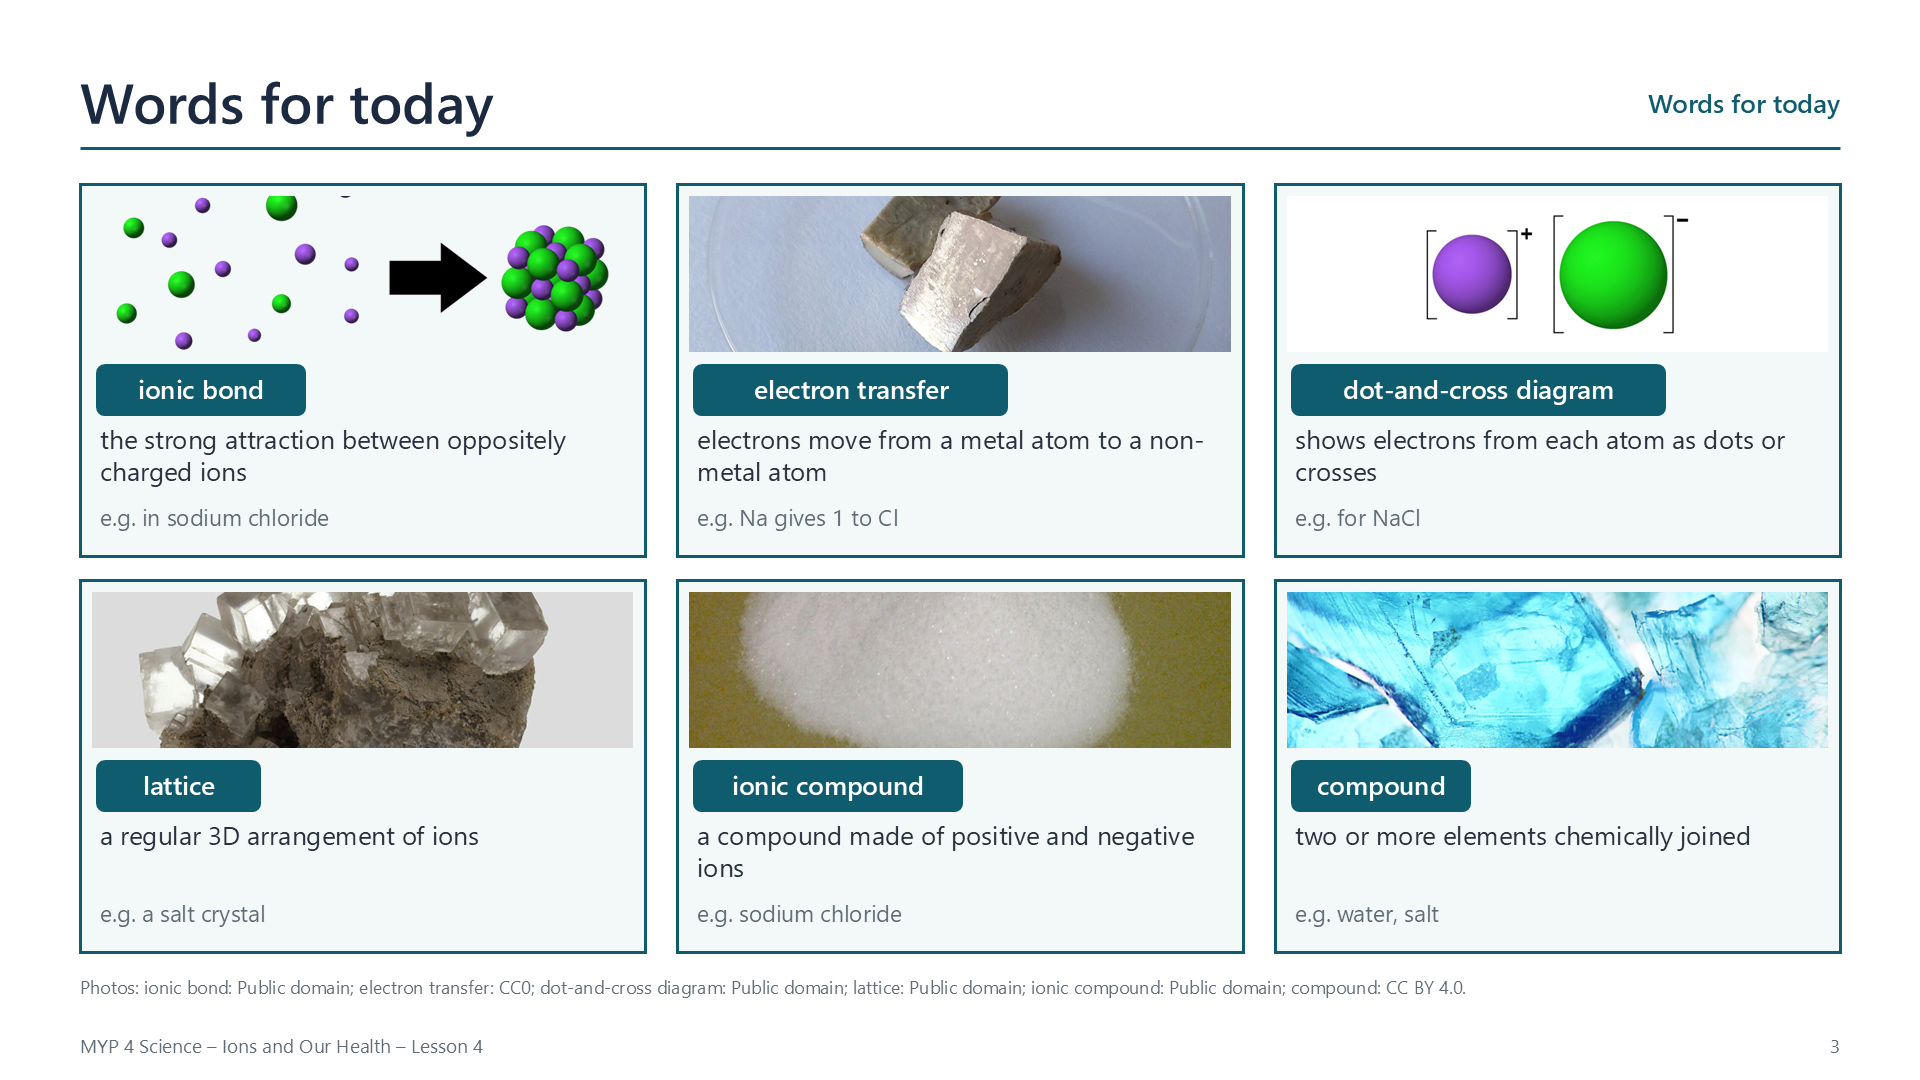 Words for today
Words for today
+
−
ionic bond
the strong attraction between oppositely
charged ions
e.g. in sodium chloride
electron transfer
electrons move from a metal atom to a non-
metal atom
e.g. Na gives 1 to Cl
dot-and-cross diagram
shows electrons from each atom as dots or
crosses
e.g. for NaCl
lattice
a regular 3D arrangement of ions
e.g. a salt crystal
ionic compound
a compound made of positive and negative
ions
e.g. sodium chloride
compound
two or more elements chemically joined
e.g. water, salt
Photos: ionic bond: Public domain; electron transfer: CC0; dot-and-cross diagram: Public domain; lattice: Public domain; ionic compound: Public domain; compound: CC BY 4.0.
MYP 4 Science – Ions and Our Health – Lesson 4
3